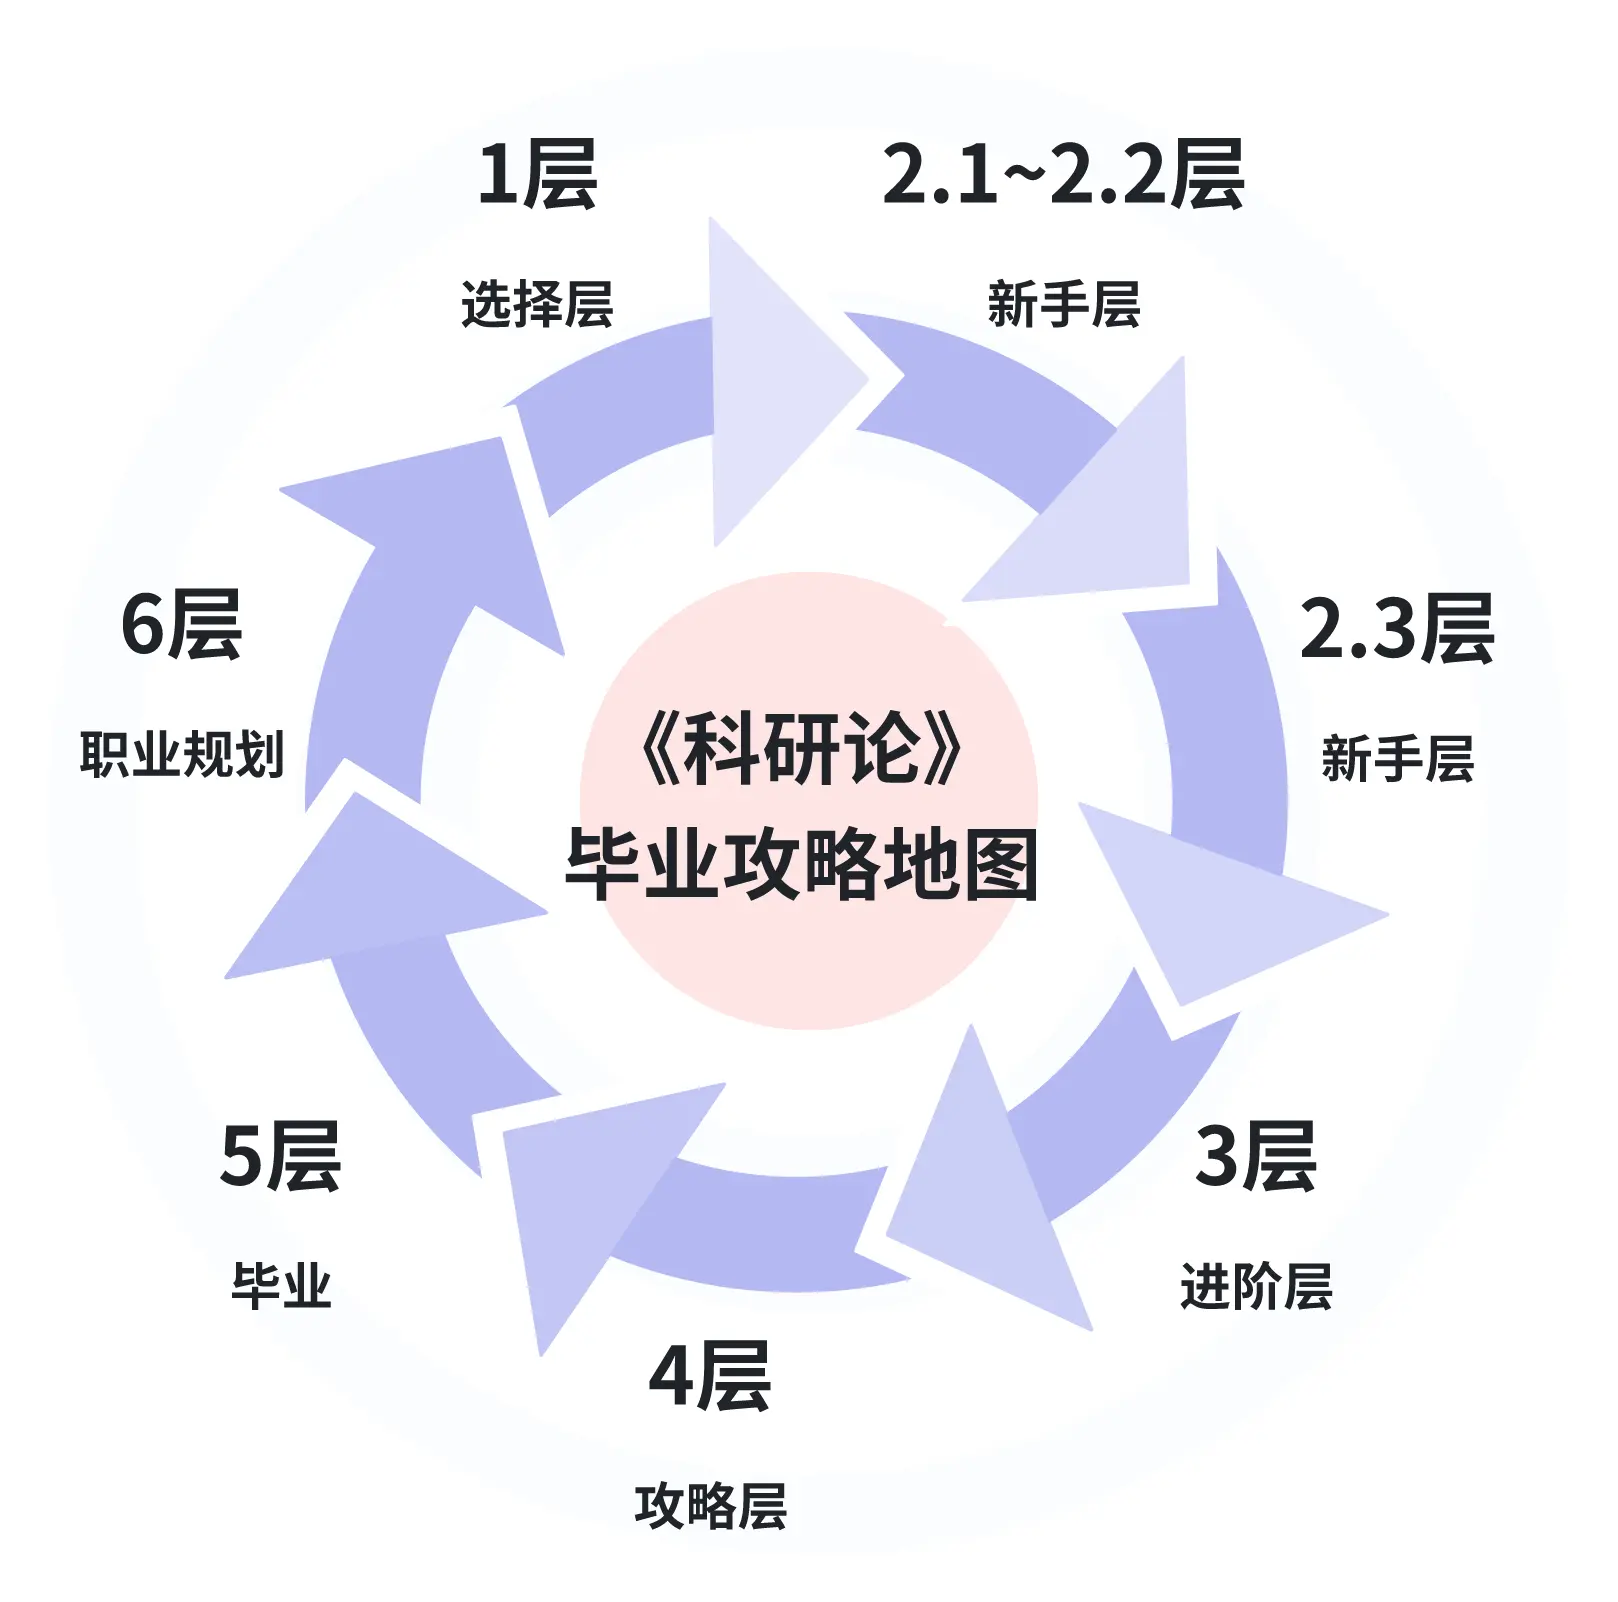 1层
选择层
2.1~2.2层
新手层
2.3层
新手层
3层
进阶层
4层
攻略层
5层
毕业
6层
职业规划
《科研论》
毕业攻略地图